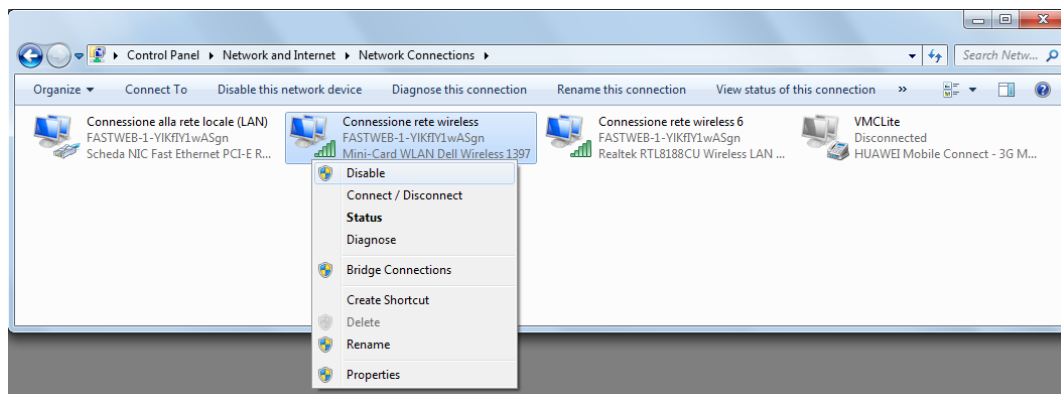 Control Panel ▸ Network and Internet ▸ Network Connections ▸
Search Netw...
Organize
Connect To
Disable this network device
Diagnose this connection
Rename this connection
View status of this connection
»
Connessione alla rete locale (LAN)
FASTWEB-1-YIKfIY1wASgn
Scheda NIC Fast Ethernet PCI-E R...
Connessione rete wireless
FASTWEB-1-YIKfIY1wASgn
Mini-Card WLAN Dell Wireless 1397
Connessione rete wireless 6
FASTWEB-1-YIKfIY1wASgn
Realtek RTL8188CU Wireless LAN ...
VMCLite
Disconnected
HUAWEI Mobile Connect - 3G M...
Disable
Connect / Disconnect
Status
Diagnose
Bridge Connections
Create Shortcut
Delete
Rename
Properties